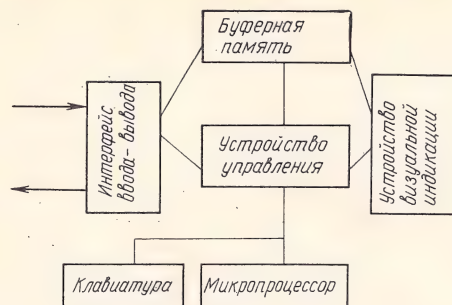 Буферная
память
Интерфейс
ввода-вывода
Устройство
управления
Устройство
визуальной
индикации
Клавиатура
Микропроцессор